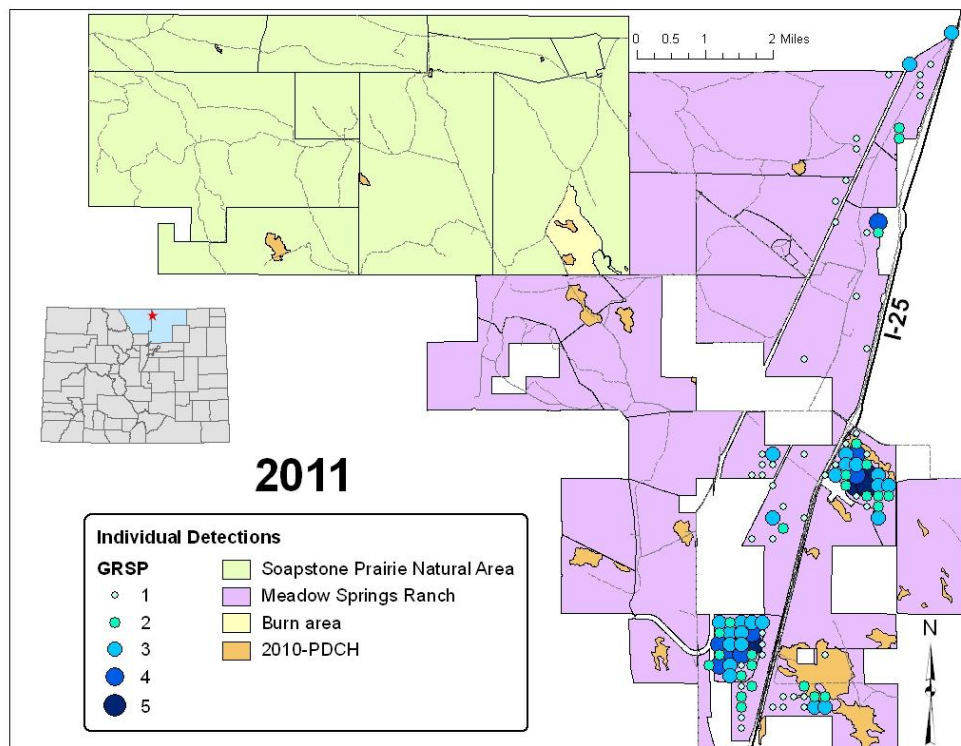 0 0.5 1 2 Miles
I-25
2011
Individual Detections
GRSP
1
2
3
4
5
Soapstone Prairie Natural Area
Meadow Springs Ranch
Burn area
2010-PDCH
N